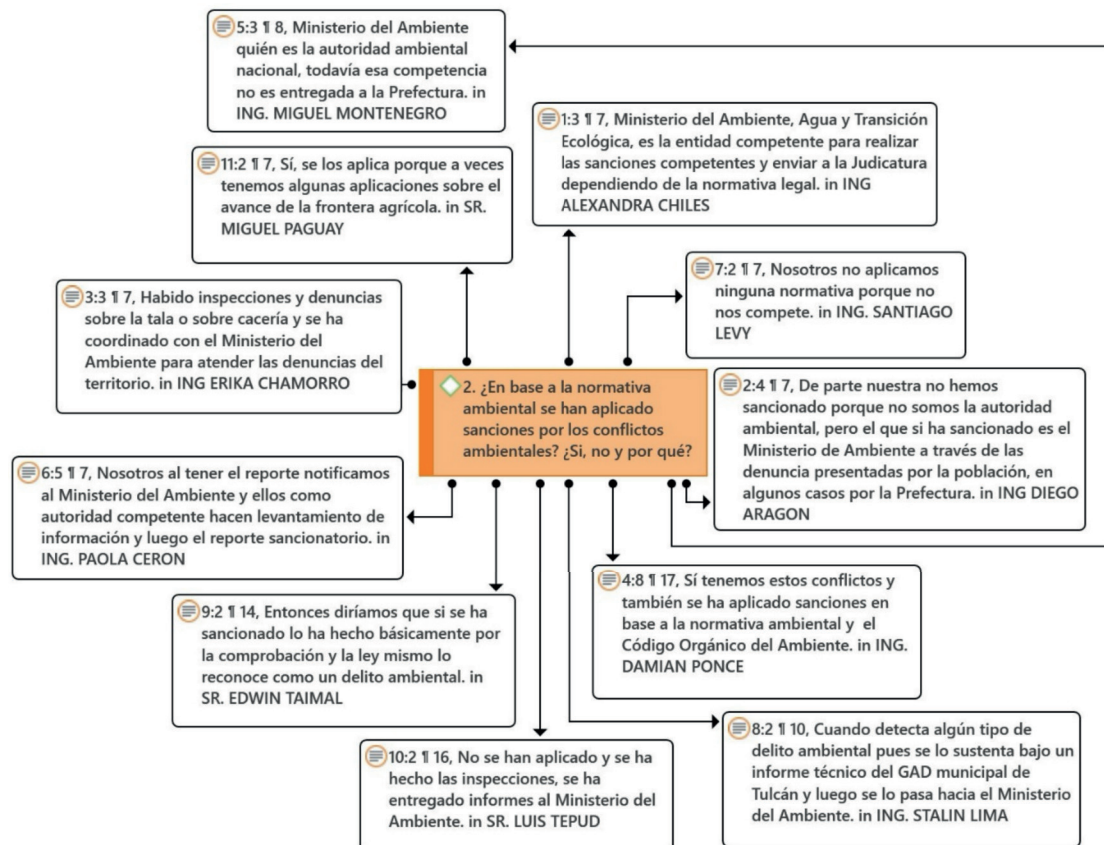 5:3 ¶ 8, Ministerio del Ambiente
quién es la autoridad ambiental
nacional, todavía esa competencia
no es entregada a la Prefectura. in
ING. MIGUEL MONTENEGRO
1:3 ¶ 7, Ministerio del Ambiente, Agua y Transición
Ecológica, es la entidad competente para realizar
las sanciones competentes y enviar a la Judicatura
dependiendo de la normativa legal. in ING
ALEXANDRA CHILES
11:2 ¶ 7, Sí, se los aplica porque a veces
tenemos algunas aplicaciones sobre el
avance de la frontera agrícola. in SR.
MIGUEL PAGUAY
7:2 ¶ 7, Nosotros no aplicamos
ninguna normativa porque no
nos compete. in ING. SANTIAGO
LEVY
3:3 ¶ 7, Habido inspecciones y denuncias
sobre la tala o sobre cacería y se ha
coordinado con el Ministerio del
Ambiente para atender las denuncias del
territorio. in ING ERIKA CHAMORRO
2. ¿En base a la normativa
ambiental se han aplicado
sanciones por los conflictos
ambientales? ¿Si, no y por qué?
2:4 ¶ 7, De parte nuestra no hemos
sancionado porque no somos la autoridad
ambiental, pero el que si ha sancionado es el
Ministerio de Ambiente a través de las
denuncia presentadas por la población, en
algunos casos por la Prefectura. in ING DIEGO
ARAGON
6:5 ¶ 7, Nosotros al tener el reporte notificamos
al Ministerio del Ambiente y ellos como
autoridad competente hacen levantamiento de
información y luego el reporte sancionatorio. in
ING. PAOLA CERON
4:8 ¶ 17, Sí tenemos estos conflictos y
también se ha aplicado sanciones en
base a la normativa ambiental y el
Código Orgánico del Ambiente. in ING.
DAMIAN PONCE
9:2 ¶ 14, Entonces diríamos que si se ha
sancionado lo ha hecho básicamente por
la comprobación y la ley mismo lo
reconoce como un delito ambiental. in
SR. EDWIN TAIMAL
8:2 ¶ 10, Cuando detecta algún tipo de
delito ambiental pues se lo sustenta bajo un
informe técnico del GAD municipal de
Tulcán y luego se lo pasa hacia el Ministerio
del Ambiente. in ING. STALIN LIMA
10:2 ¶ 16, No se han aplicado y se ha
hecho las inspecciones, se ha
entregado informes al Ministerio del
Ambiente. in SR. LUIS TEPUD